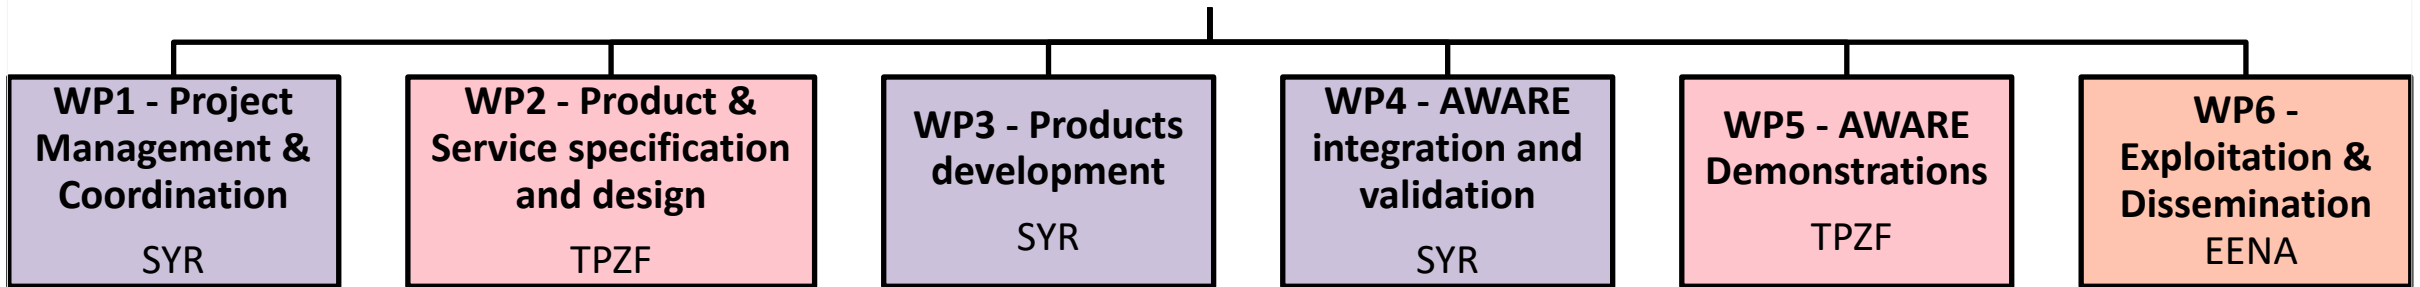 WP1 - Project
Management &
Coordination
SYR
WP2 - Product &
Service specification
and design
TPZF
WP3 - Products
development
SYR
WP4 - AWARE
integration and
validation
SYR
WP5 - AWARE
Demonstrations
TPZF
WP6 -
Exploitation &
Dissemination
EENA